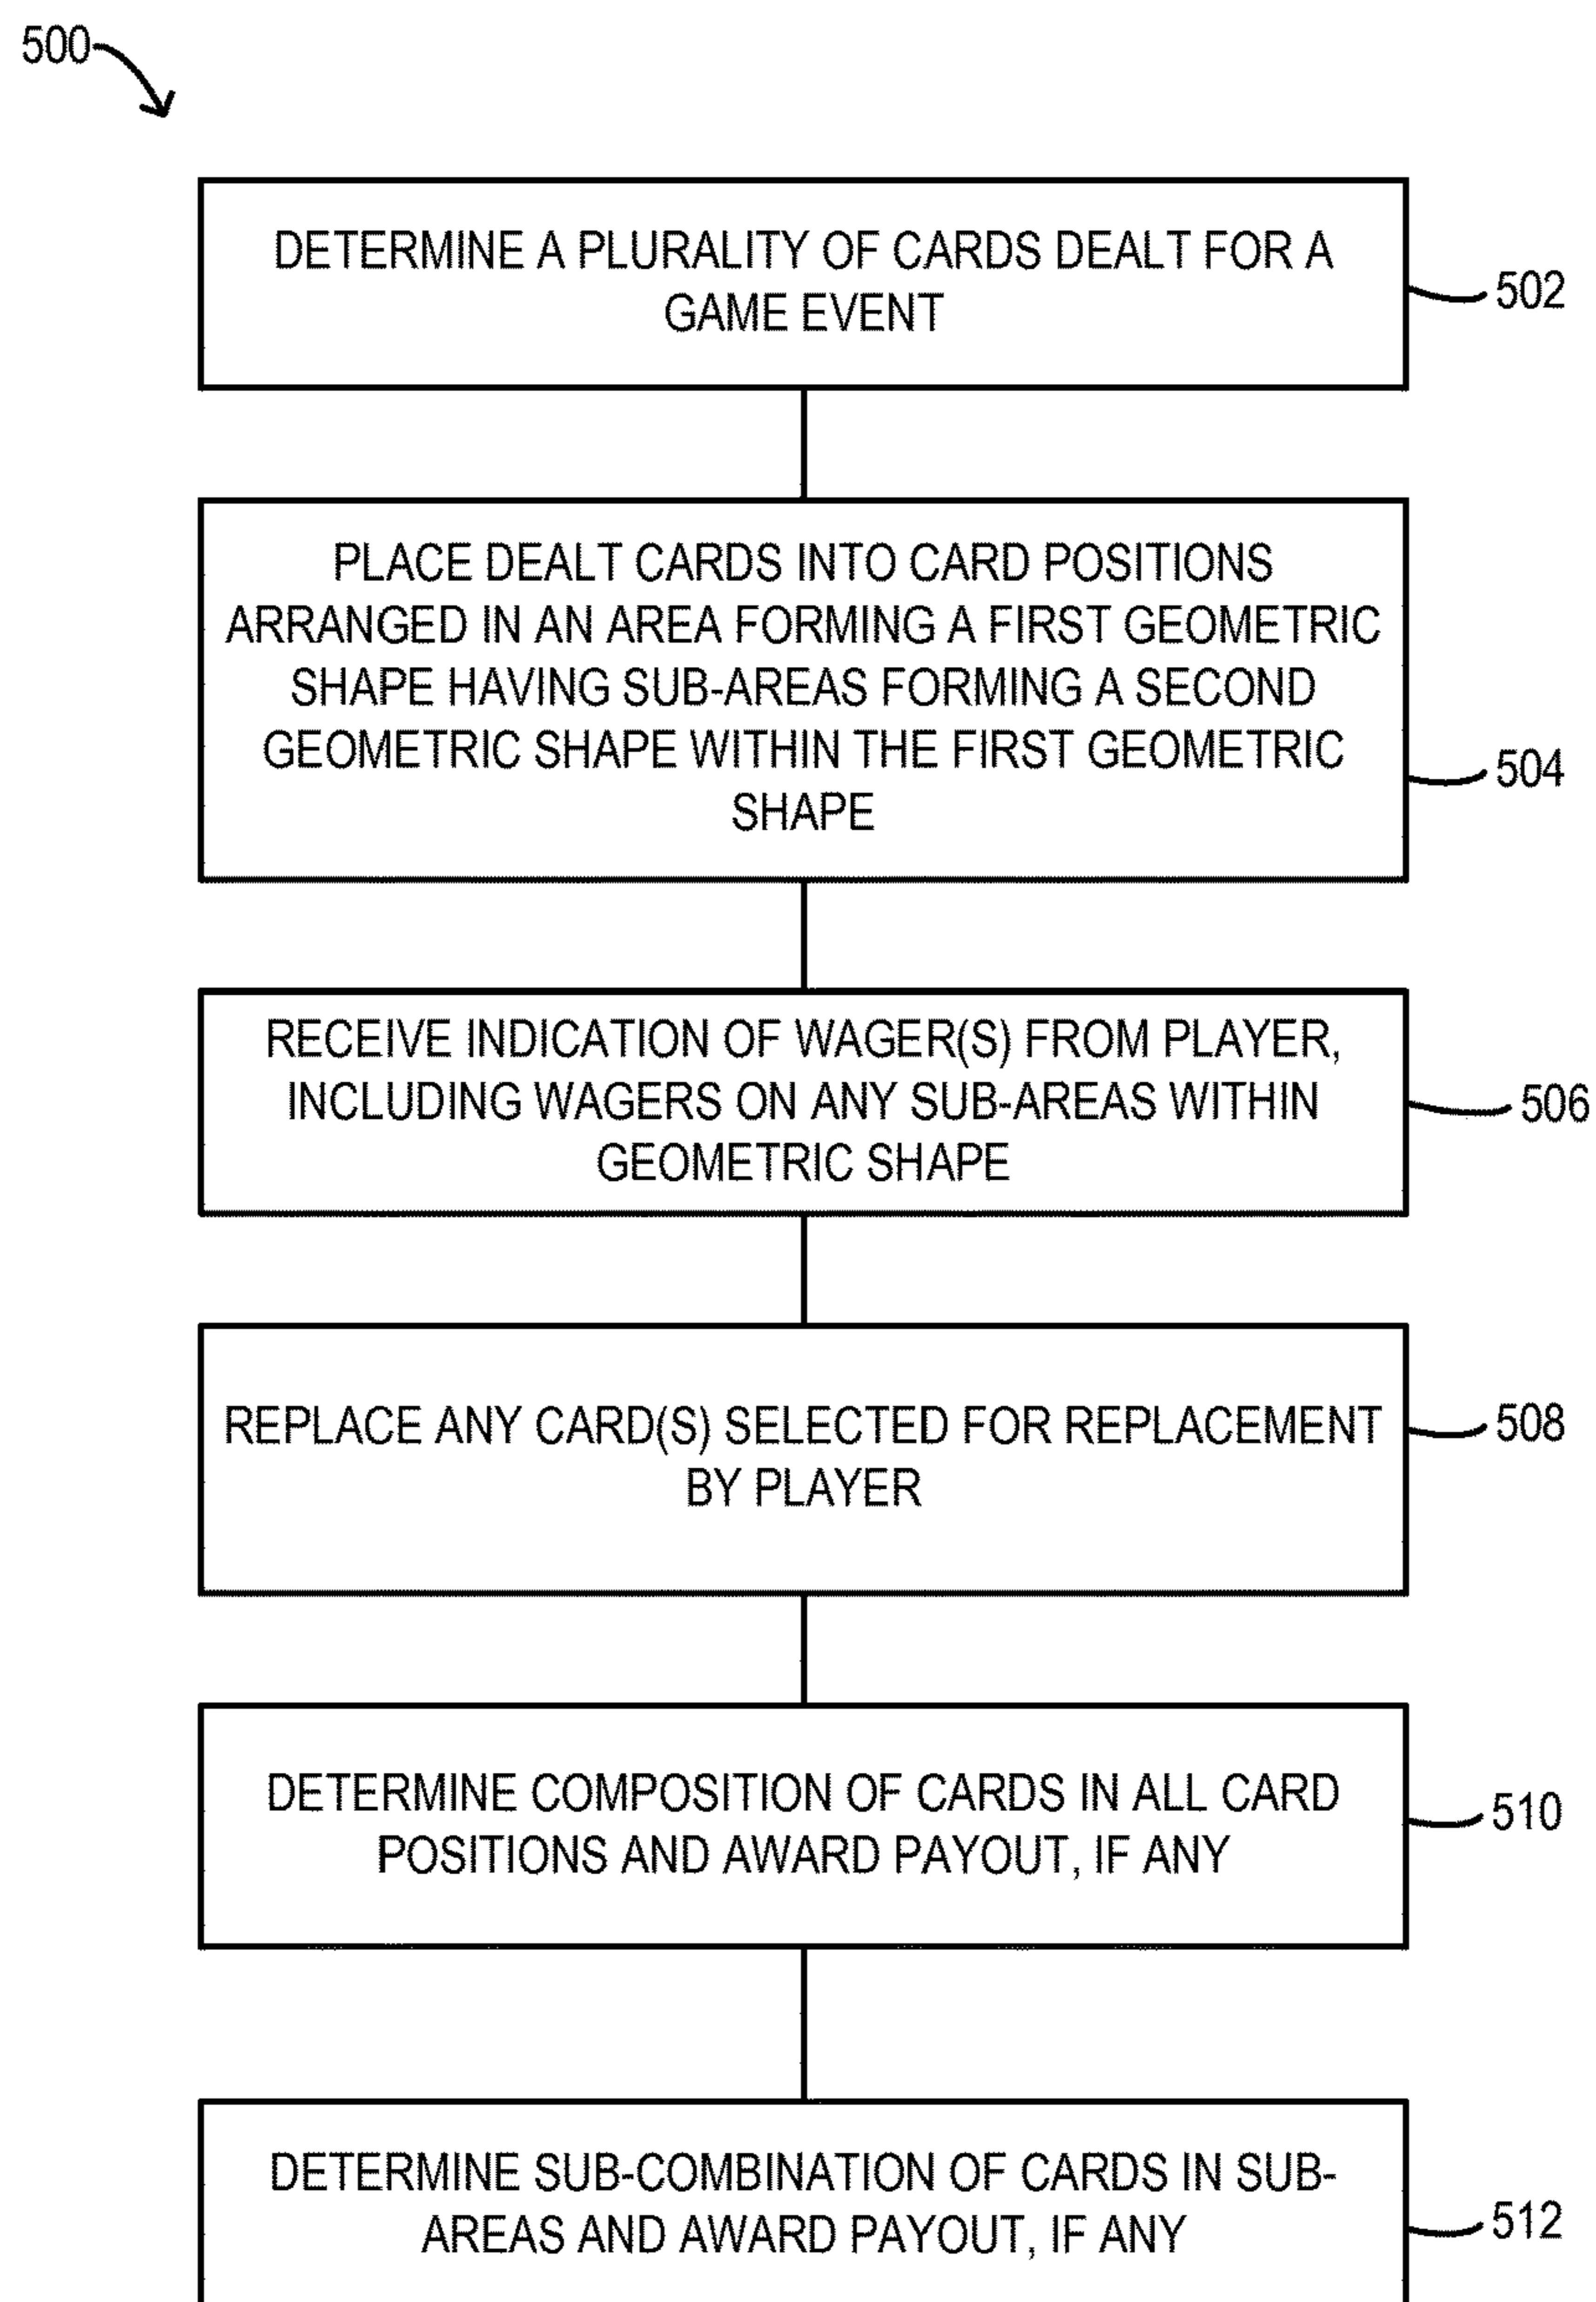 500
DETERMINE A PLURALITY OF CARDS DEALT FOR A
GAME EVENT
502
PLACE DEALT CARDS INTO CARD POSITIONS
ARRANGED IN AN AREA FORMING A FIRST GEOMETRIC
SHAPE HAVING SUB-AREAS FORMING A SECOND
GEOMETRIC SHAPE WITHIN THE FIRST GEOMETRIC
SHAPE
504
RECEIVE INDICATION OF WAGER(S) FROM PLAYER,
INCLUDING WAGERS ON ANY SUB-AREAS WITHIN
GEOMETRIC SHAPE
506
REPLACE ANY CARD(S) SELECTED FOR REPLACEMENT
BY PLAYER
508
DETERMINE COMPOSITION OF CARDS IN ALL CARD
POSITIONS AND AWARD PAYOUT, IF ANY
510
DETERMINE SUB-COMBINATION OF CARDS IN SUB-
AREAS AND AWARD PAYOUT, IF ANY
512